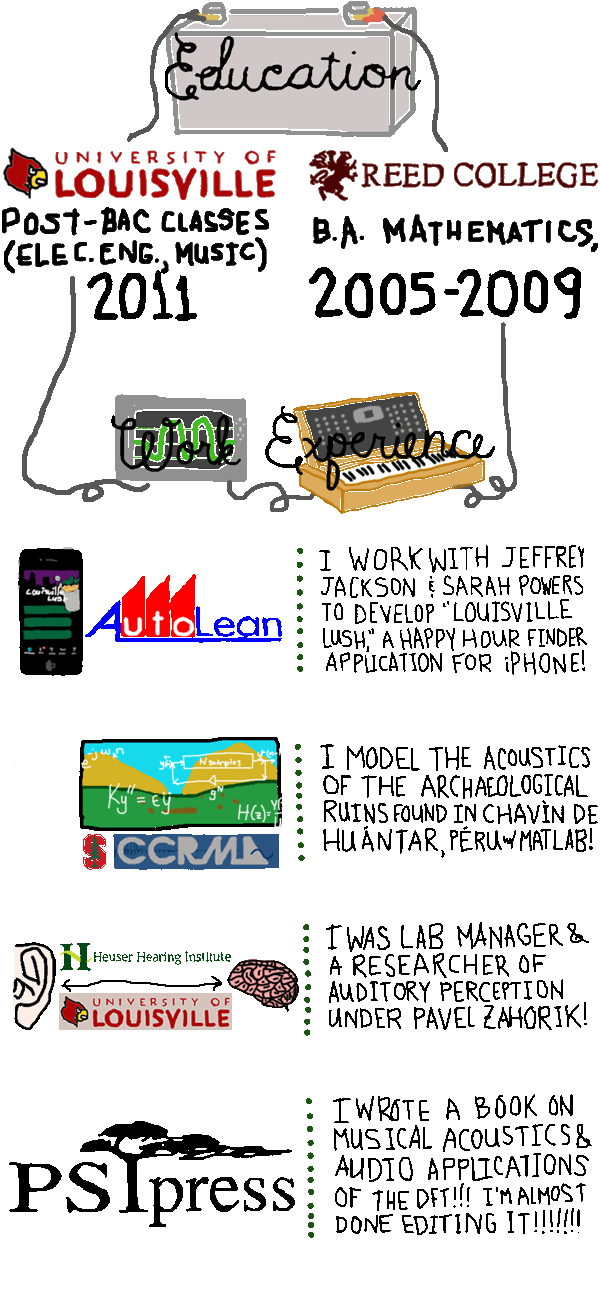 Education
UNIVERSITY OF
LOUISVILLE
POST-BAC CLASSES
(ELEC. ENG., MUSIC)
2011
REED COLLEGE
B.A. MATHEMATICS,
2005-2009
Work Experience
Louisville
Lush
AutoLean
I WORK WITH JEFFREY
JACKSON & SARAH POWERS
TO DEVELOP "LOUISVILLE
LUSH," A HAPPY HOUR FINDER
APPLICATION FOR iPHONE!
N samples
Ky'' = εẏ
H(z)=
CCRMA
I MODEL THE ACOUSTICS
OF THE ARCHAEOLOGICAL
RUINS FOUND IN CHAVÌN DE
HUÁNTAR, PÉRU w/ MATLAB!
H Heuser Hearing Institute
UNIVERSITY OF
LOUISVILLE
I WAS LAB MANAGER &
A RESEARCHER OF
AUDITORY PERCEPTION
UNDER PAVEL ZAHORIK!
PSIpress
I WROTE A BOOK ON
MUSICAL ACOUSTICS &
AUDIO APPLICATIONS
OF THE DFT!!! I'M ALMOST
DONE EDITING IT!!!!!!!